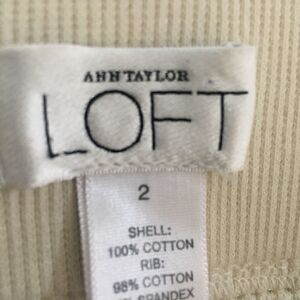 ANN TAYLOR
LOFT
2
SHELL:
100% COTTON
RIB:
98% COTTON
SPANDEX